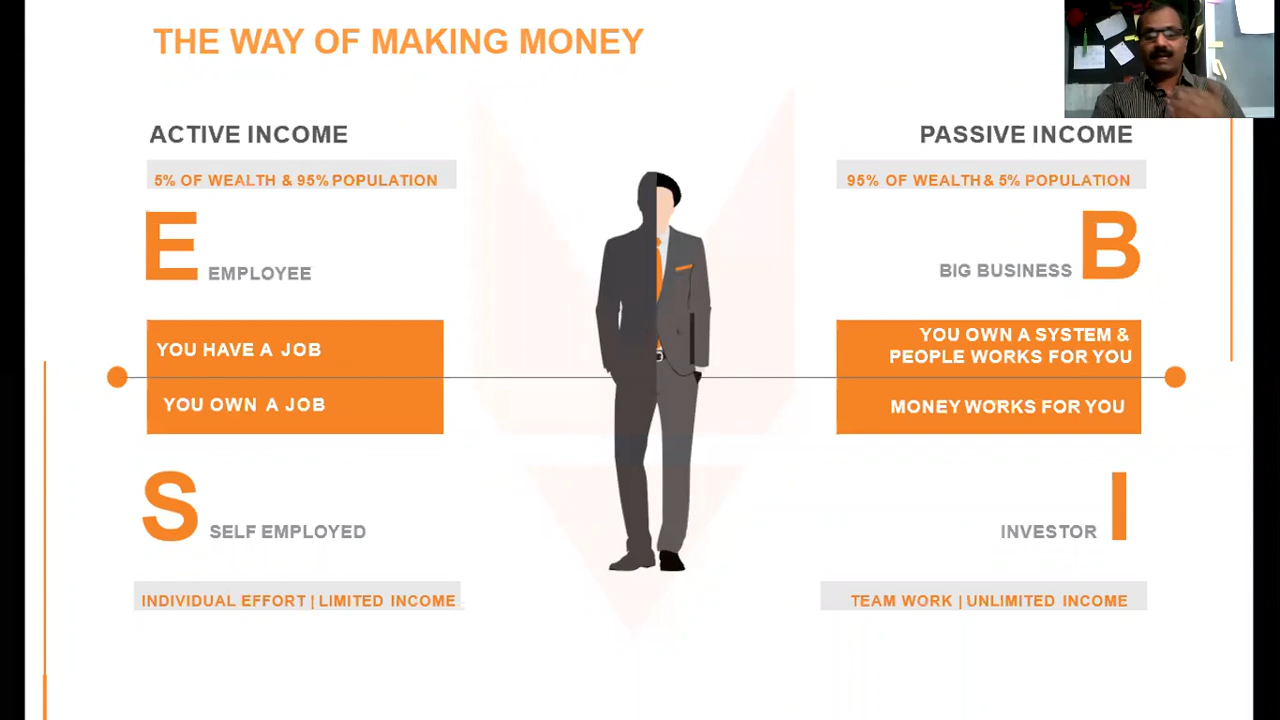 THE WAY OF MAKING MONEY
ACTIVE INCOME
5% OF WEALTH & 95% POPULATION
E EMPLOYEE
YOU HAVE A JOB
YOU OWN A JOB
S SELF EMPLOYED
INDIVIDUAL EFFORT | LIMITED INCOME
PASSIVE INCOME
95% OF WEALTH & 5% POPULATION
BIG BUSINESS B
YOU OWN A SYSTEM &
PEOPLE WORKS FOR YOU
MONEY WORKS FOR YOU
INVESTOR I
TEAM WORK | UNLIMITED INCOME